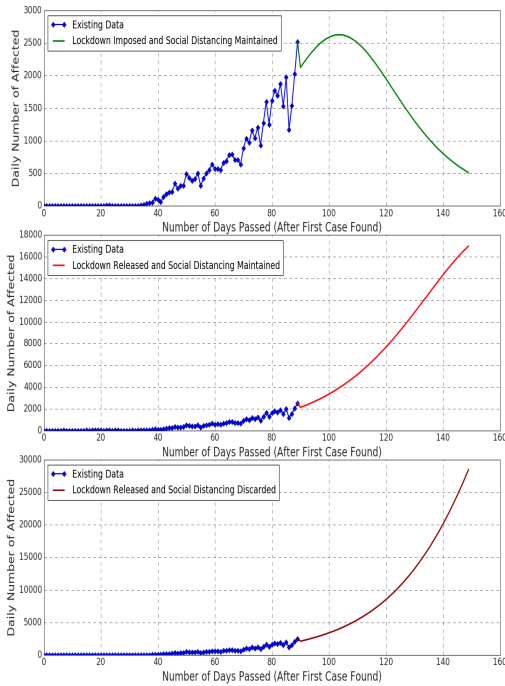 3000
2500
2000
1500
1000
500
0
Daily Number of Affected
Existing Data
Lockdown Imposed and Social Distancing Maintained
0 20 40 60 80 100 120 140 160
Number of Days Passed (After First Case Found)
18000
16000
14000
12000
10000
8000
6000
4000
2000
0
Daily Number of Affected
Existing Data
Lockdown Released and Social Distancing Maintained
0 20 40 60 80 100 120 140 160
Number of Days Passed (After First Case Found)
30000
25000
20000
15000
10000
5000
0
Daily Number of Affected
Existing Data
Lockdown Released and Social Distancing Discarded
0 20 40 60 80 100 120 140 160
Number of Days Passed (After First Case Found)